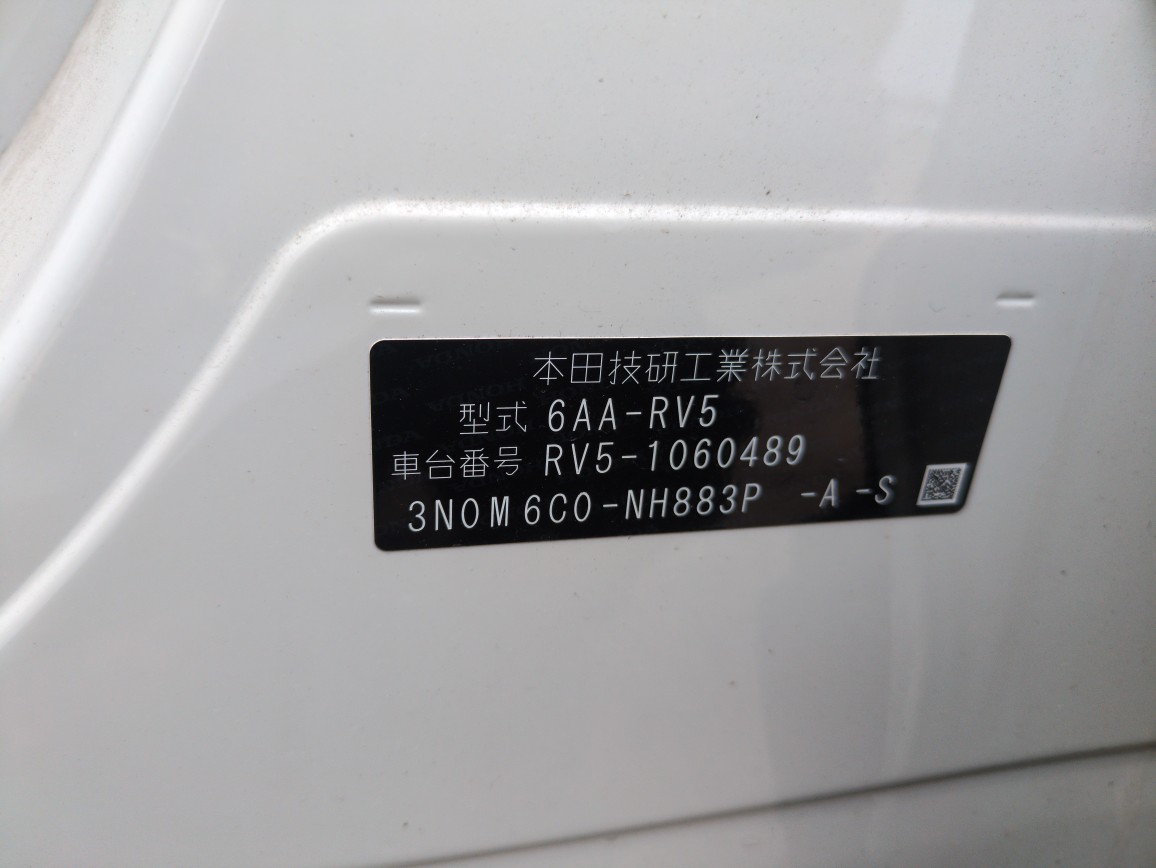 本田技研工業株式会社
型式 6AA-RV5
車台番号 RV5-1060489
3N0M6C0-NH883P -A -S